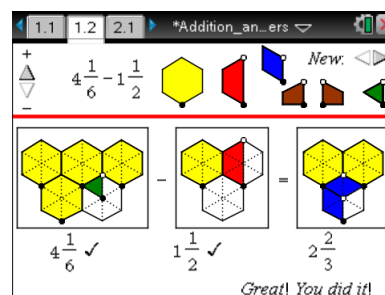 1.1 1.2 2.1 *Addition_an...ers
+
−
4 1/6 − 1 1/2
New:
− =
4 1/6 ✓ 1 1/2 ✓ 2 2/3
Great! You did it!